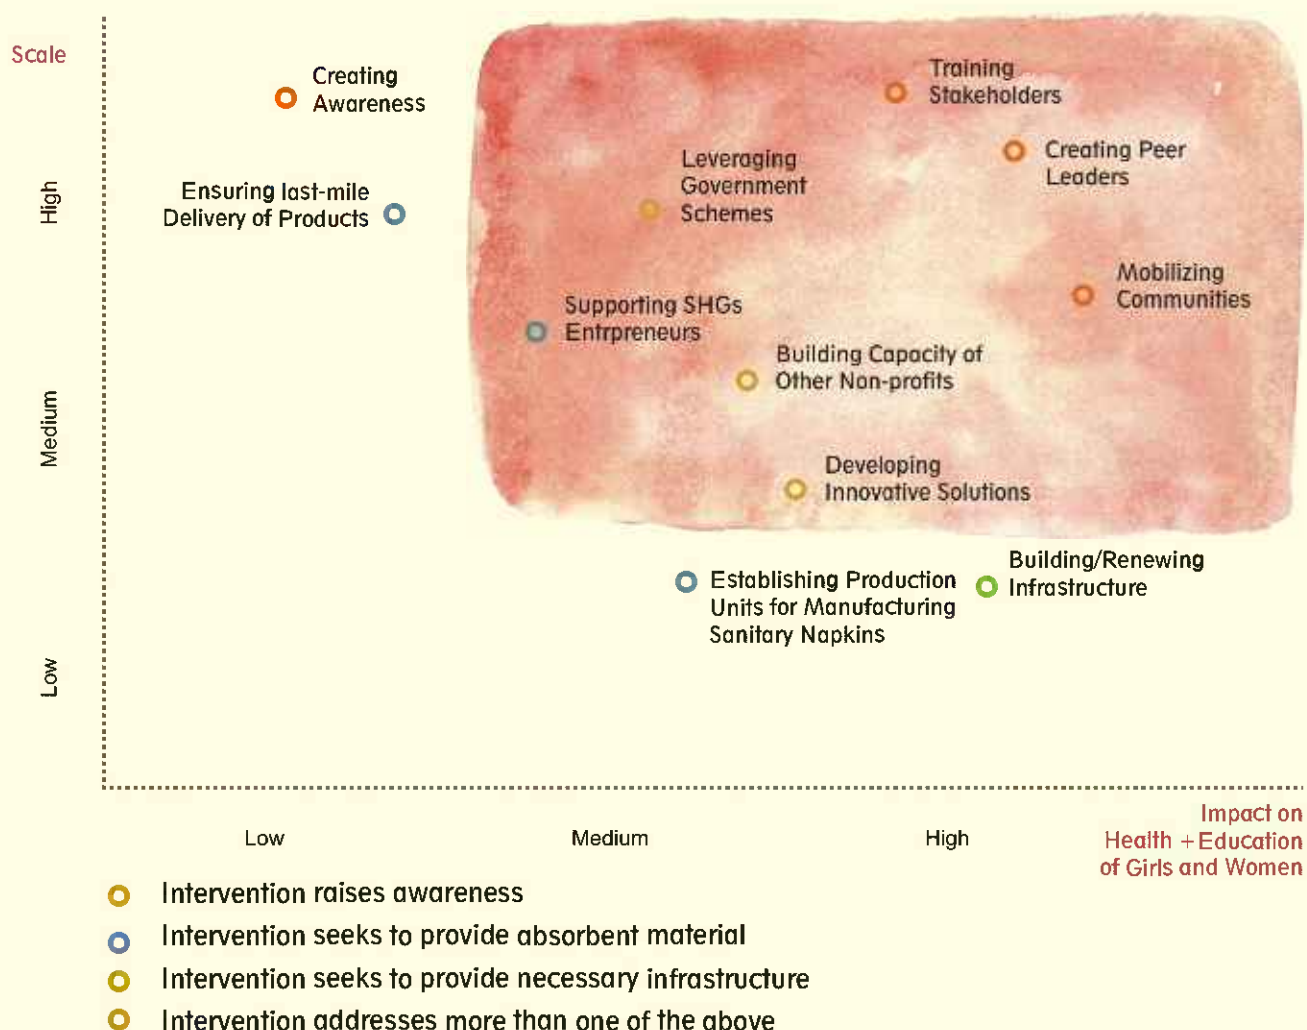 Scale
Creating
Awareness
Training
Stakeholders
Creating Peer
Leaders
Leveraging
Government
Schemes
High
Ensuring last-mile
Delivery of Products
Mobilizing
Communities
Supporting SHGs
Entrpreneurs
Building Capacity of
Other Non-profits
Medium
Developing
Innovative Solutions
Building/Renewing
Infrastructure
Establishing Production
Units for Manufacturing
Sanitary Napkins
Low
Low
Medium
High
Impact on
Health + Education
of Girls and Women
Intervention raises awareness
Intervention seeks to provide absorbent material
Intervention seeks to provide necessary infrastructure
Intervention addresses more than one of the above